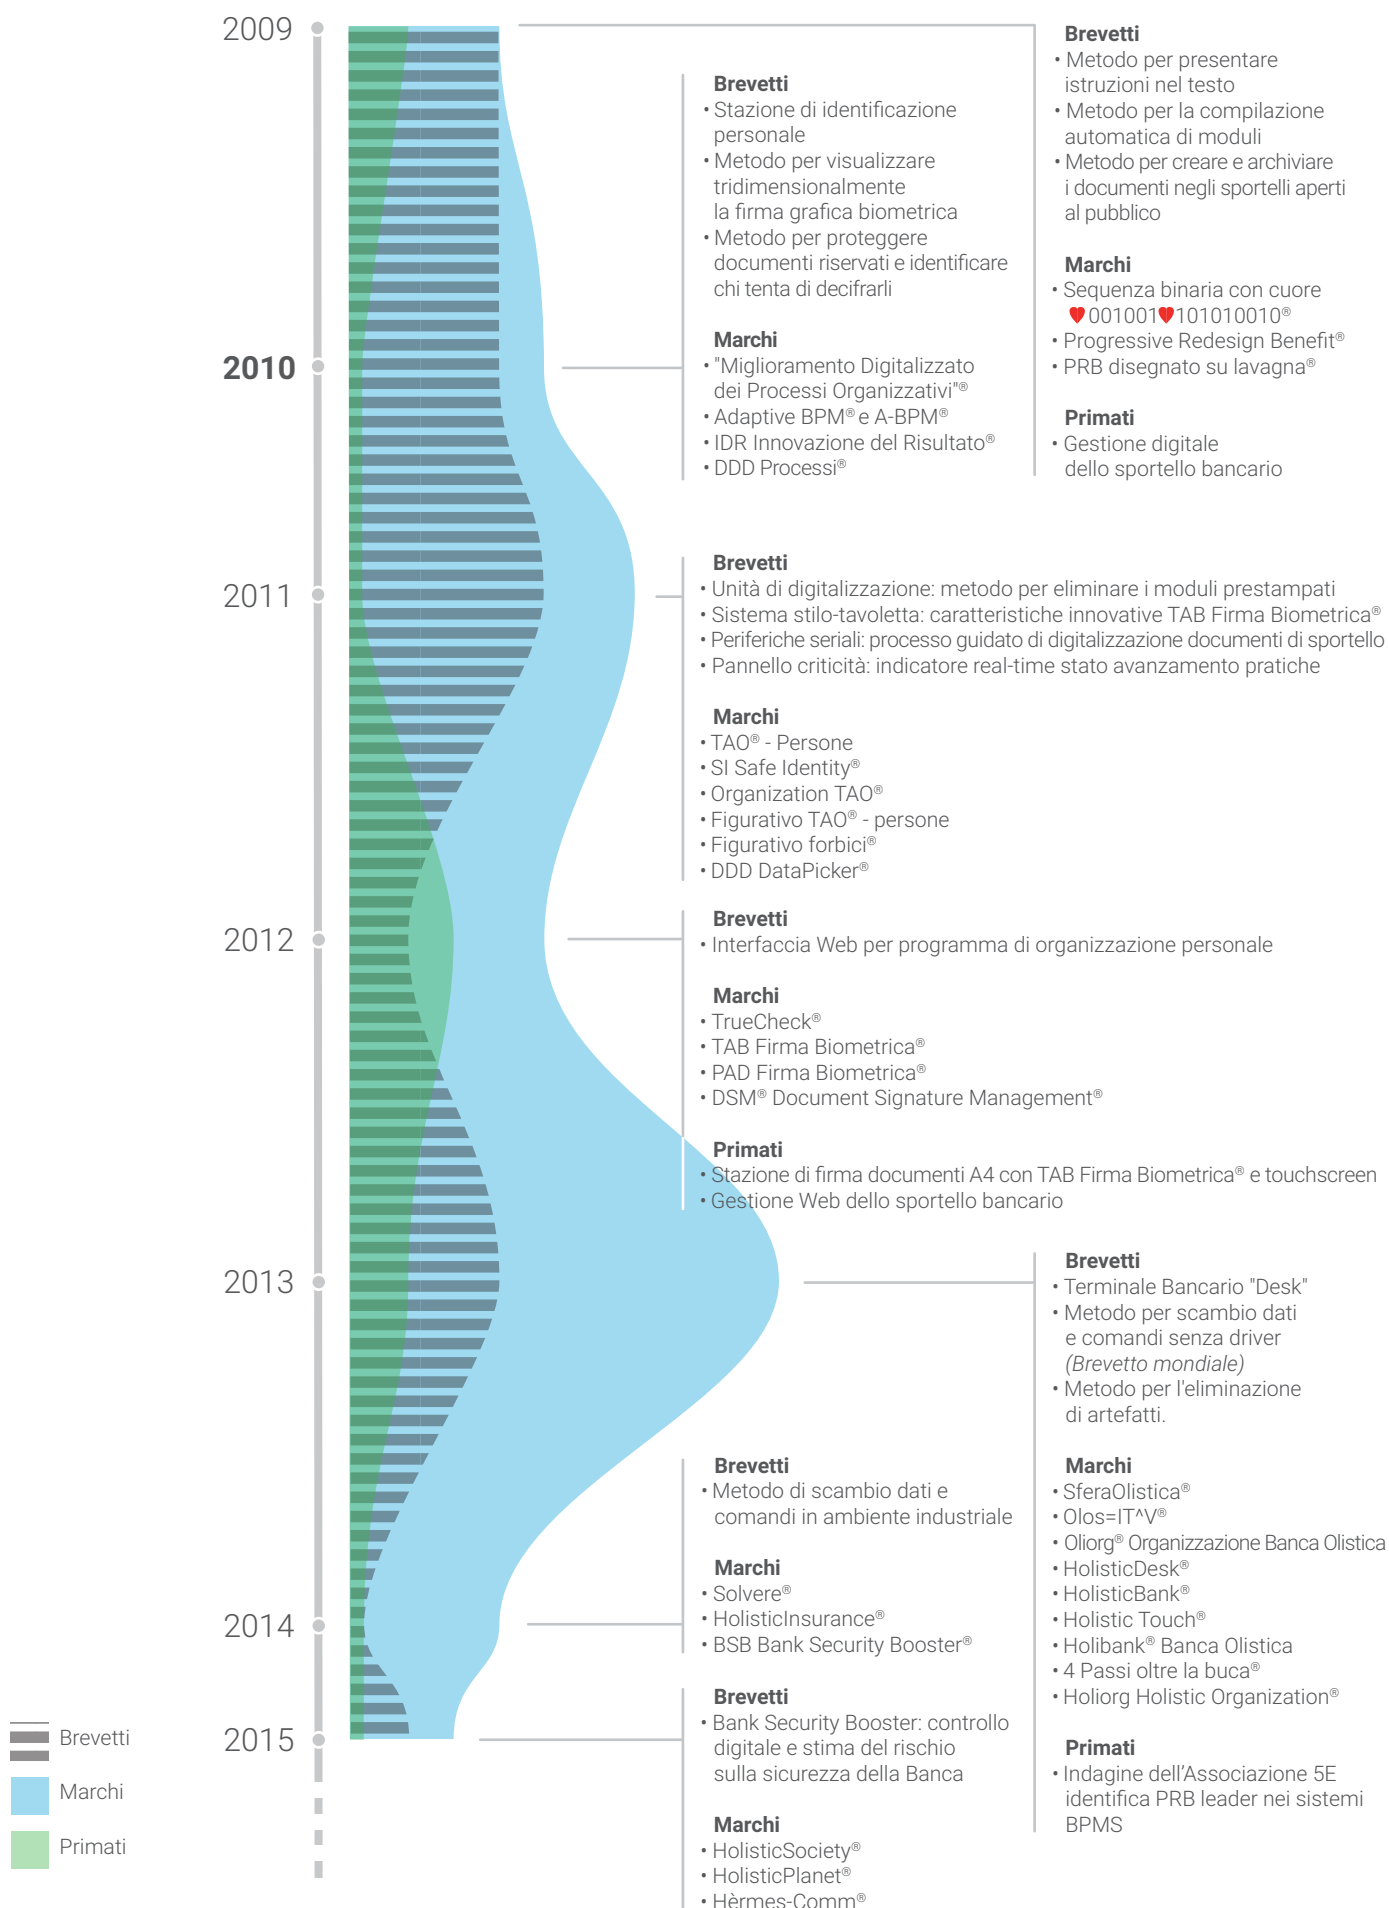 2009
Brevetti
• Metodo per presentare
istruzioni nel testo
• Metodo per la compilazione
automatica di moduli
• Metodo per creare e archiviare
i documenti negli sportelli aperti
al pubblico
Marchi
• Sequenza binaria con cuore
♥001001♥101010010®
• Progressive Redesign Benefit®
• PRB disegnato su lavagna®
Primati
• Gestione digitale
dello sportello bancario
2010
Brevetti
• Stazione di identificazione
personale
• Metodo per visualizzare
tridimensionalmente
la firma grafica biometrica
• Metodo per proteggere
documenti riservati e identificare
chi tenta di decifrarli
Marchi
• "Miglioramento Digitalizzato
dei Processi Organizzativi"®
• Adaptive BPM® e A-BPM®
• IDR Innovazione del Risultato®
• DDD Processi®
2011
Brevetti
• Unità di digitalizzazione: metodo per eliminare i moduli prestampati
• Sistema stilo-tavoletta: caratteristiche innovative TAB Firma Biometrica®
• Periferiche seriali: processo guidato di digitalizzazione documenti di sportello
• Pannello criticità: indicatore real-time stato avanzamento pratiche
Marchi
• TAO® - Persone
• SI Safe Identity®
• Organization TAO®
• Figurativo TAO® - persone
• Figurativo forbici®
• DDD DataPicker®
2012
Brevetti
• Interfaccia Web per programma di organizzazione personale
Marchi
• TrueCheck®
• TAB Firma Biometrica®
• PAD Firma Biometrica®
• DSM® Document Signature Management®
Primati
• Stazione di firma documenti A4 con TAB Firma Biometrica® e touchscreen
• Gestione Web dello sportello bancario
2013
Brevetti
• Terminale Bancario "Desk"
• Metodo per scambio dati
e comandi senza driver
(Brevetto mondiale)
• Metodo per l'eliminazione
di artefatti.
Marchi
• SferaOlistica®
• Olos=IT^V®
• Oliorg® Organizzazione Banca Olistica
• HolisticDesk®
• HolisticBank®
• Holistic Touch®
• Holibank® Banca Olistica
• 4 Passi oltre la buca®
• Holiorg Holistic Organization®
Primati
• Indagine dell’Associazione 5E
identifica PRB leader nei sistemi
BPMS
2014
Brevetti
• Metodo di scambio dati e
comandi in ambiente industriale
Marchi
• Solvere®
• HolisticInsurance®
• BSB Bank Security Booster®
2015
Brevetti
• Bank Security Booster: controllo
digitale e stima del rischio
sulla sicurezza della Banca
Marchi
• HolisticSociety®
• HolisticPlanet®
• Hèrmes-Comm®
Brevetti
Marchi
Primati